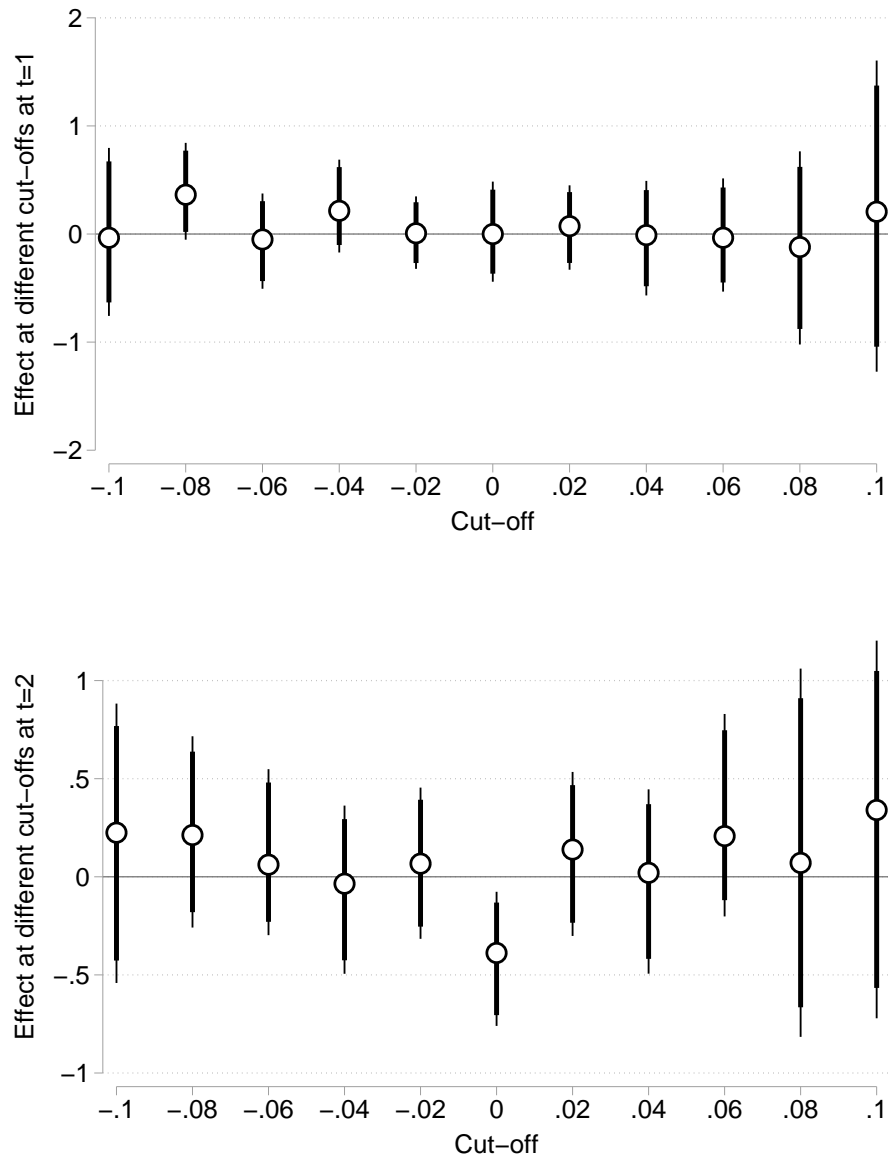 Effect at different cut−offs at t=1
2
1
0
−1
−2
−.1 −.08 −.06 −.04 −.02 0 .02 .04 .06 .08 .1
Cut−off
Effect at different cut−offs at t=2
1
.5
0
−.5
−1
−.1 −.08 −.06 −.04 −.02 0 .02 .04 .06 .08 .1
Cut−off